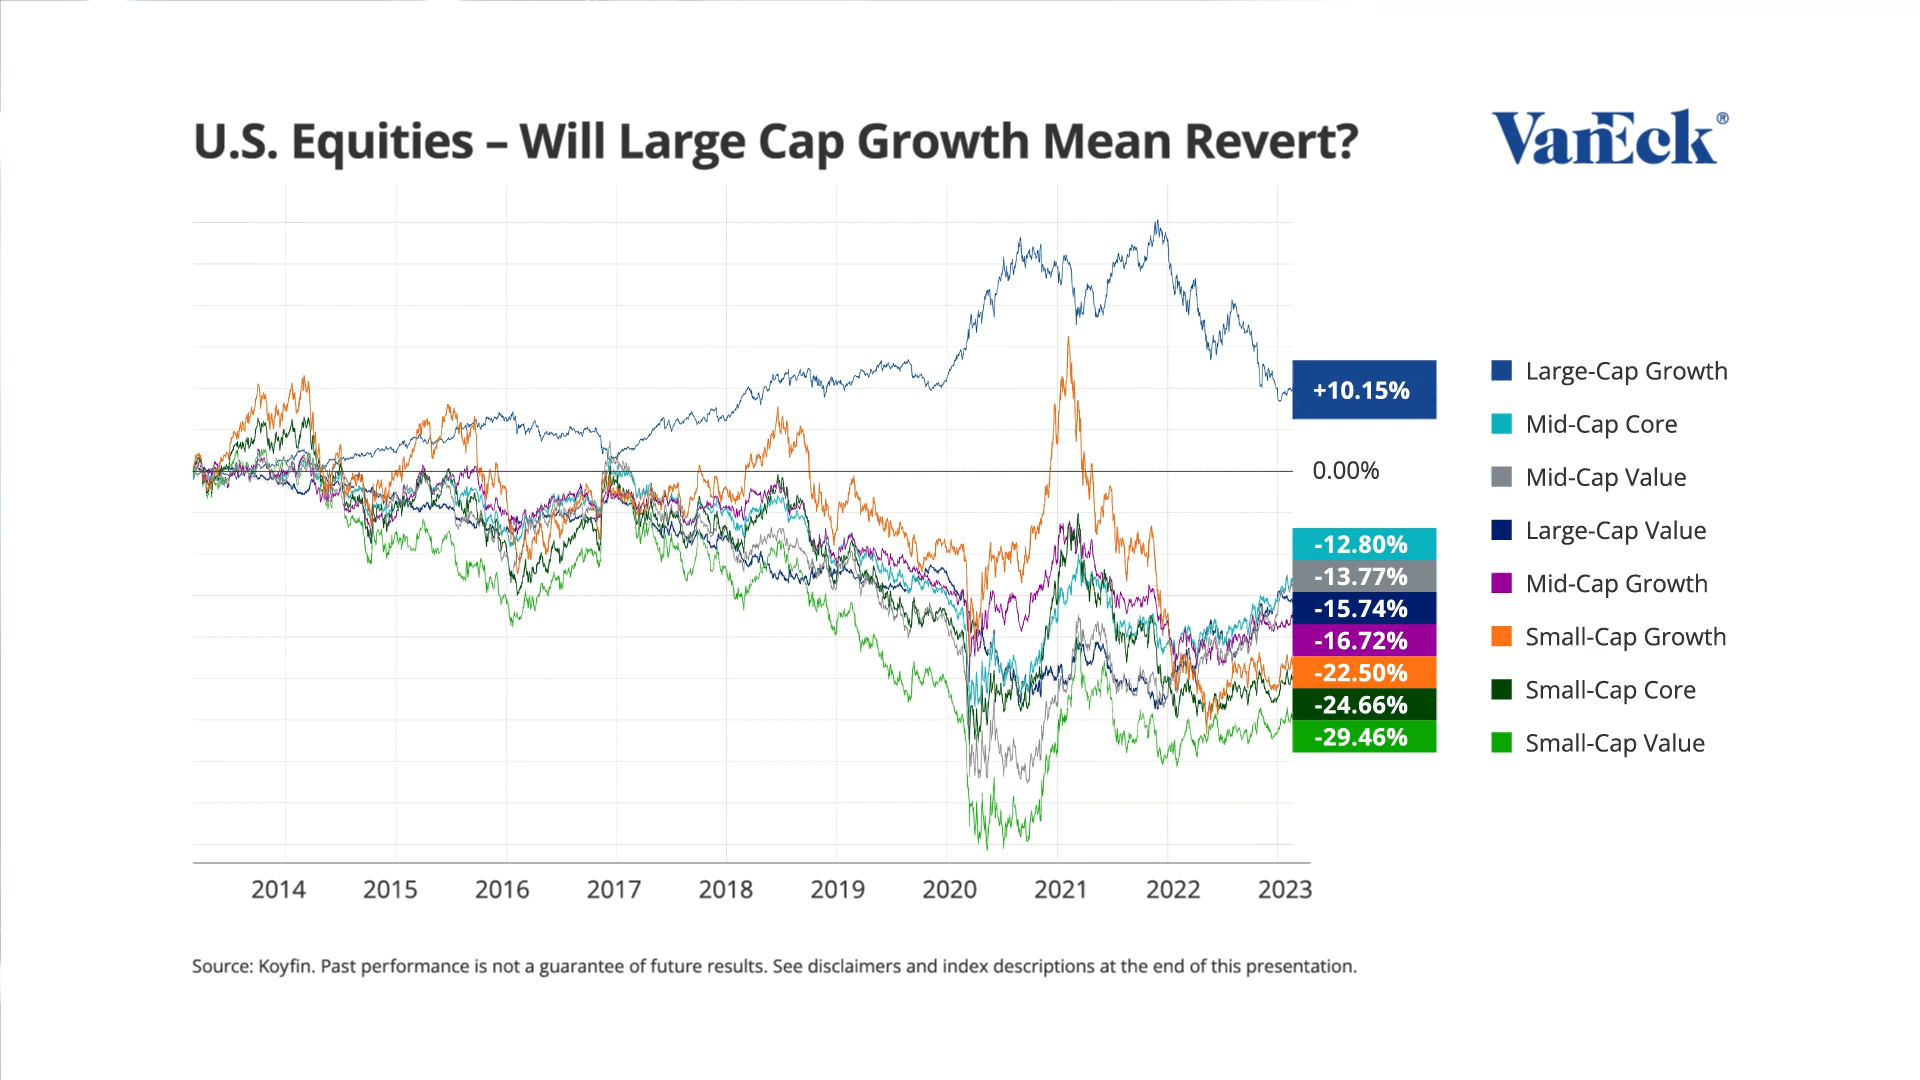 U.S. Equities – Will Large Cap Growth Mean Revert?
VanEck®
+10.15%
0.00%
-12.80%
-13.77%
-15.74%
-16.72%
-22.50%
-24.66%
-29.46%
Large-Cap Growth
Mid-Cap Core
Mid-Cap Value
Large-Cap Value
Mid-Cap Growth
Small-Cap Growth
Small-Cap Core
Small-Cap Value
2014 2015 2016 2017 2018 2019 2020 2021 2022 2023
Source: Koyfin. Past performance is not a guarantee of future results. See disclaimers and index descriptions at the end of this presentation.